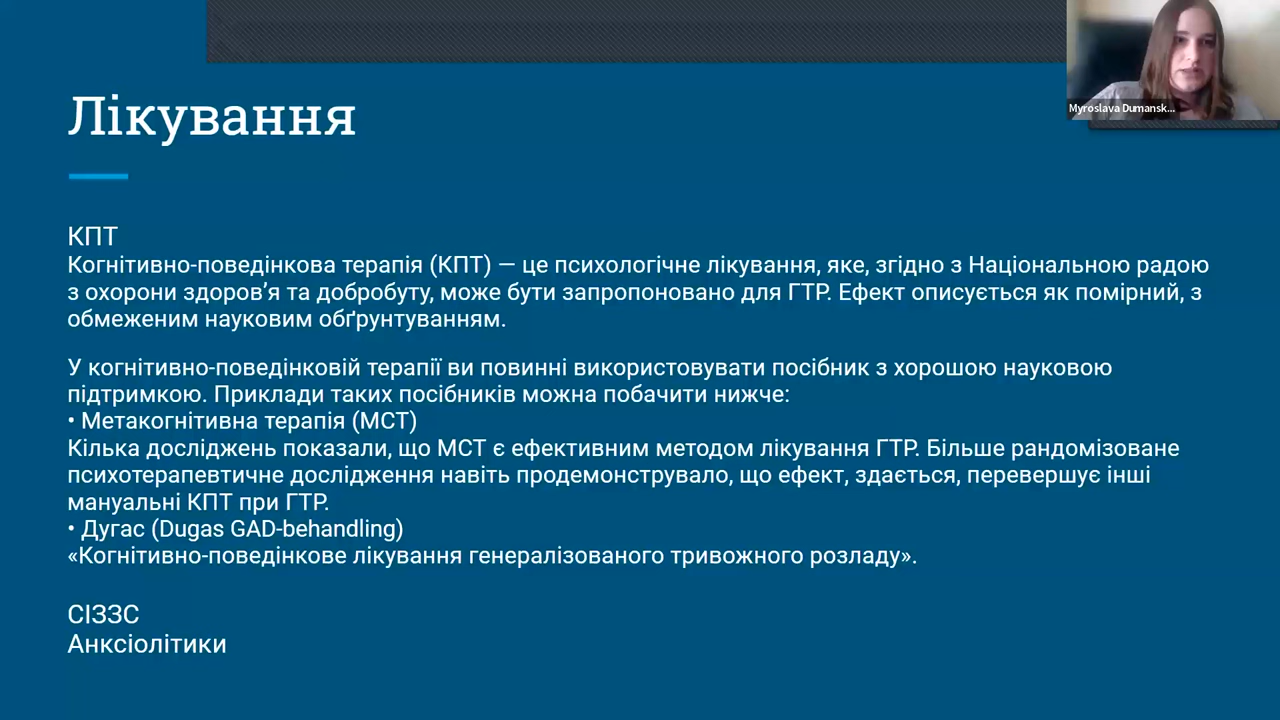 Лікування
Myroslava Dumansk...
КПТ
Когнітивно-поведінкова терапія (КПТ) — це психологічне лікування, яке, згідно з Національною радою
з охорони здоров’я та добробуту, може бути запропоновано для ГТР. Ефект описується як помірний, з
обмеженим науковим обґрунтуванням.
У когнітивно-поведінковій терапії ви повинні використовувати посібник з хорошою науковою
підтримкою. Приклади таких посібників можна побачити нижче:
• Метакогнітивна терапія (МСТ)
Кілька досліджень показали, що МСТ є ефективним методом лікування ГТР. Більше рандомізоване
психотерапевтичне дослідження навіть продемонструвало, що ефект, здається, перевершує інші
мануальні КПТ при ГТР.
• Дугас (Dugas GAD-behandling)
«Когнітивно-поведінкове лікування генералізованого тривожного розладу».
СІЗЗС
Анксіолітики